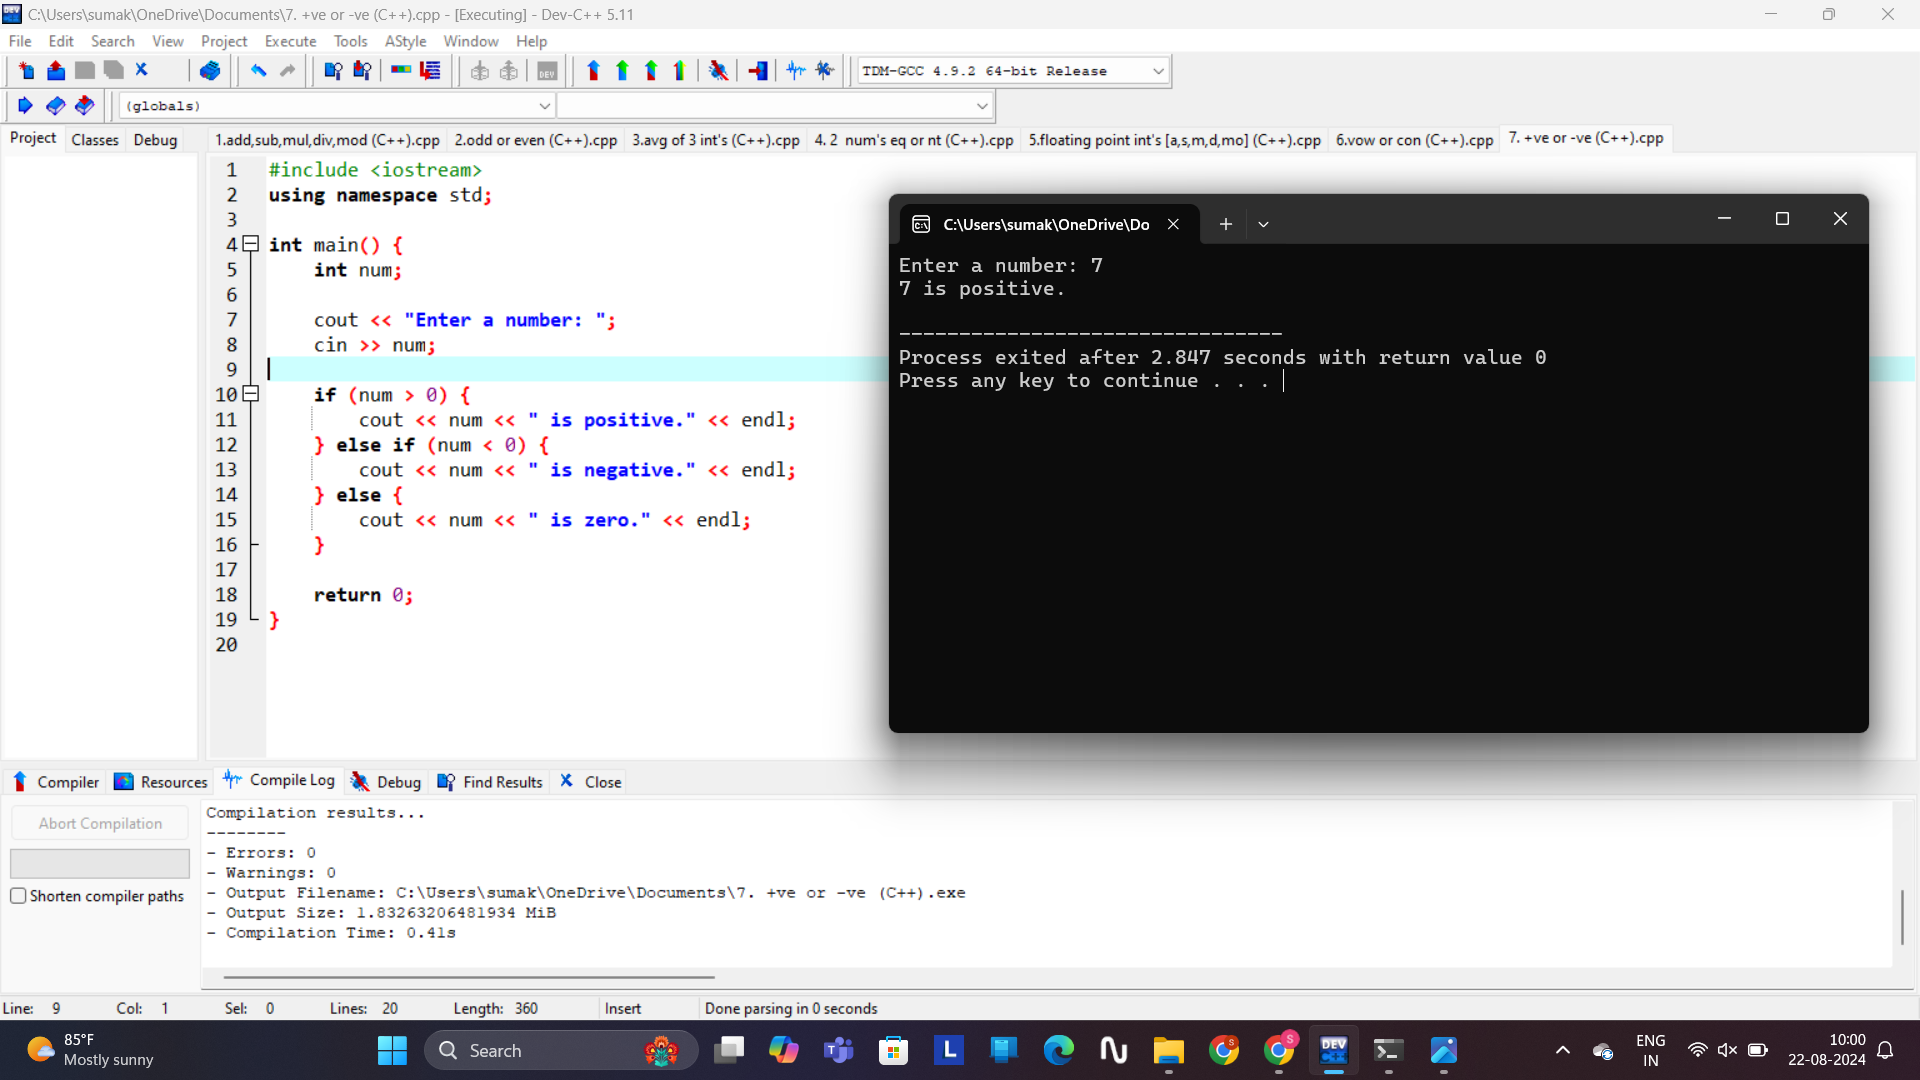 C:\Users\sumak\OneDrive\Documents\7. +ve or -ve (C++).cpp - [Executing] - Dev-C++ 5.11
File Edit Search View Project Execute Tools AStyle Window Help
TDM-GCC 4.9.2 64-bit Release
(globals)
Project Classes Debug
1.add,sub,mul,div,mod (C++).cpp 2.odd or even (C++).cpp 3.avg of 3 int's (C++).cpp 4. 2 num's eq or nt (C++).cpp 5.floating point int's [a,s,m,d,mo] (C++).cpp 6.vow or con (C++).cpp 7. +ve or -ve (C++).cpp
1 #include <iostream>
2 using namespace std;
3
4 int main() {
5 int num;
6
7 cout << "Enter a number: ";
8 cin >> num;
9
10 if (num > 0) {
11 cout << num << " is positive." << endl;
12 } else if (num < 0) {
13 cout << num << " is negative." << endl;
14 } else {
15 cout << num << " is zero." << endl;
16 }
17
18 return 0;
19 }
20
C:\Users\sumak\OneDrive\Do
Enter a number: 7
7 is positive.
--------------------------------
Process exited after 2.847 seconds with return value 0
Press any key to continue . . .
Compiler Resources Compile Log Debug Find Results Close
Abort Compilation
Shorten compiler paths
Compilation results...
--------
- Errors: 0
- Warnings: 0
- Output Filename: C:\Users\sumak\OneDrive\Documents\7. +ve or -ve (C++).exe
- Output Size: 1.83263206481934 MiB
- Compilation Time: 0.41s
Line: 9 Col: 1 Sel: 0 Lines: 20 Length: 360 Insert Done parsing in 0 seconds
85°F
Mostly sunny
Search
L
S
S
DEV
ENG
IN
10:00
22-08-2024